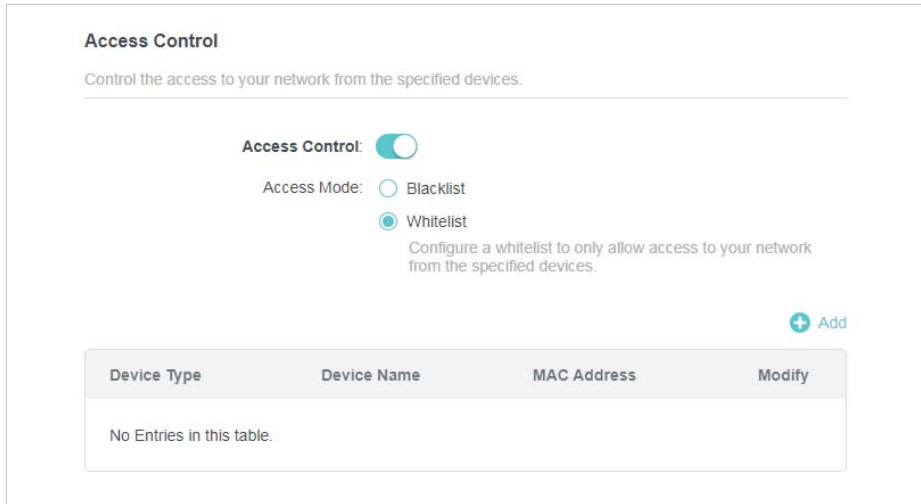 Access Control
Control the access to your network from the specified devices.
Access Control:
Access Mode: Blacklist
Whitelist
Configure a whitelist to only allow access to your network
from the specified devices.
Add
Device Type Device Name MAC Address Modify
No Entries in this table.